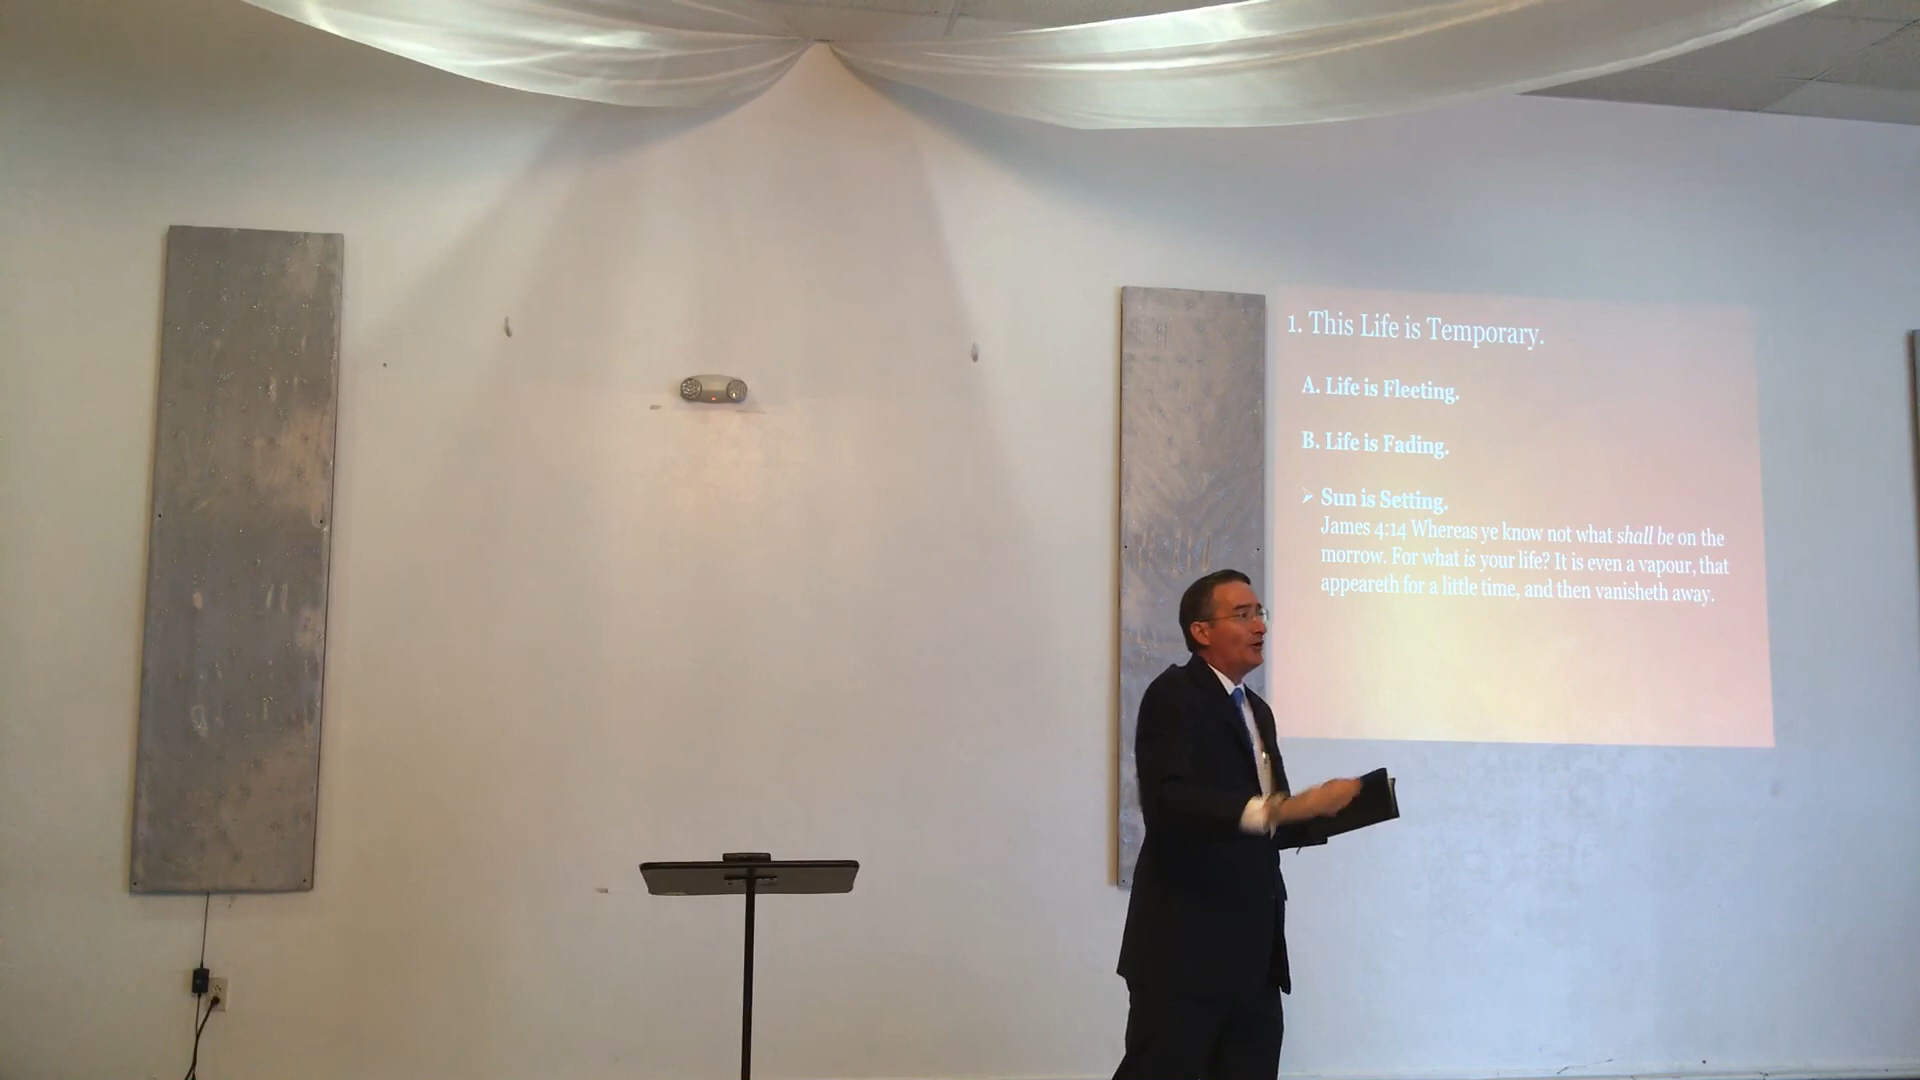 1. This Life is Temporary.
A. Life is Fleeting.
B. Life is Fading.
➢ Sun is Setting.
James 4:14 Whereas ye know not what shall be on the
morrow. For what is your life? It is even a vapour, that
appeareth for a little time, and then vanisheth away.